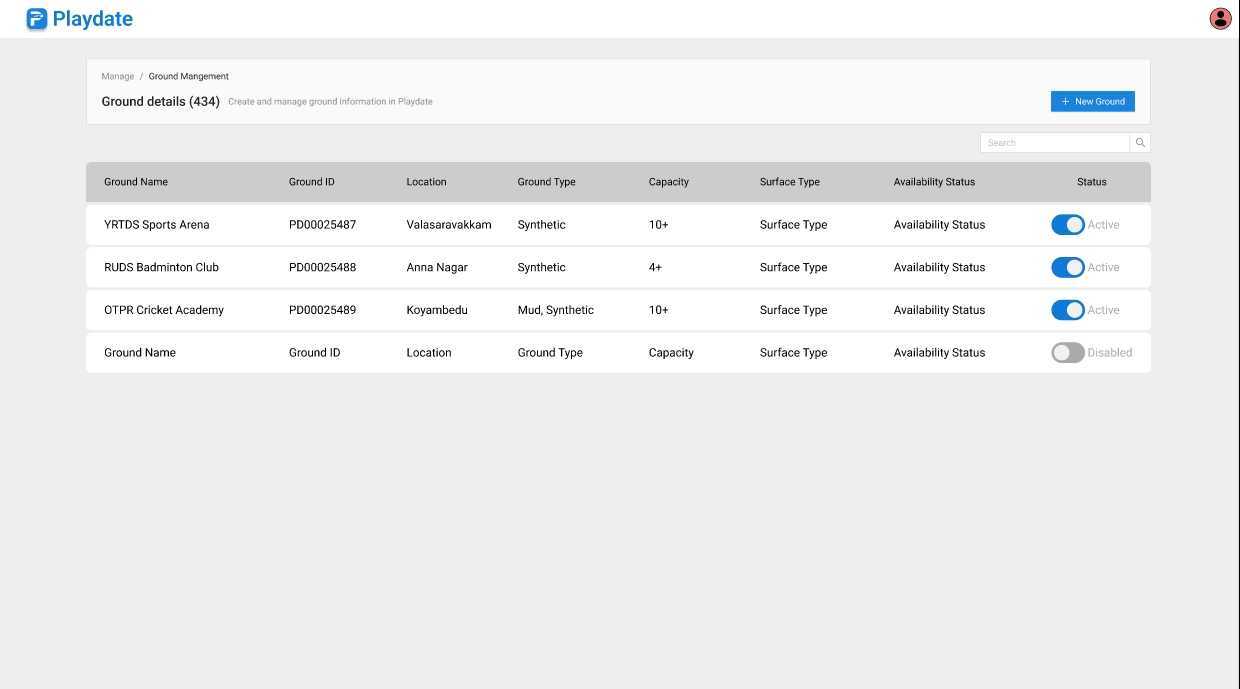 Playdate
Manage / Ground Mangement
Ground details (434) Create and manage ground information in Playdate
+ New Ground
Search
Ground Name Ground ID Location Ground Type Capacity Surface Type Availability Status Status
YRTDS Sports Arena PD00025487 Valasaravakkam Synthetic 10+ Surface Type Availability Status Active
RUDS Badminton Club PD00025488 Anna Nagar Synthetic 4+ Surface Type Availability Status Active
OTPR Cricket Academy PD00025489 Koyambedu Mud, Synthetic 10+ Surface Type Availability Status Active
Ground Name Ground ID Location Ground Type Capacity Surface Type Availability Status Disabled